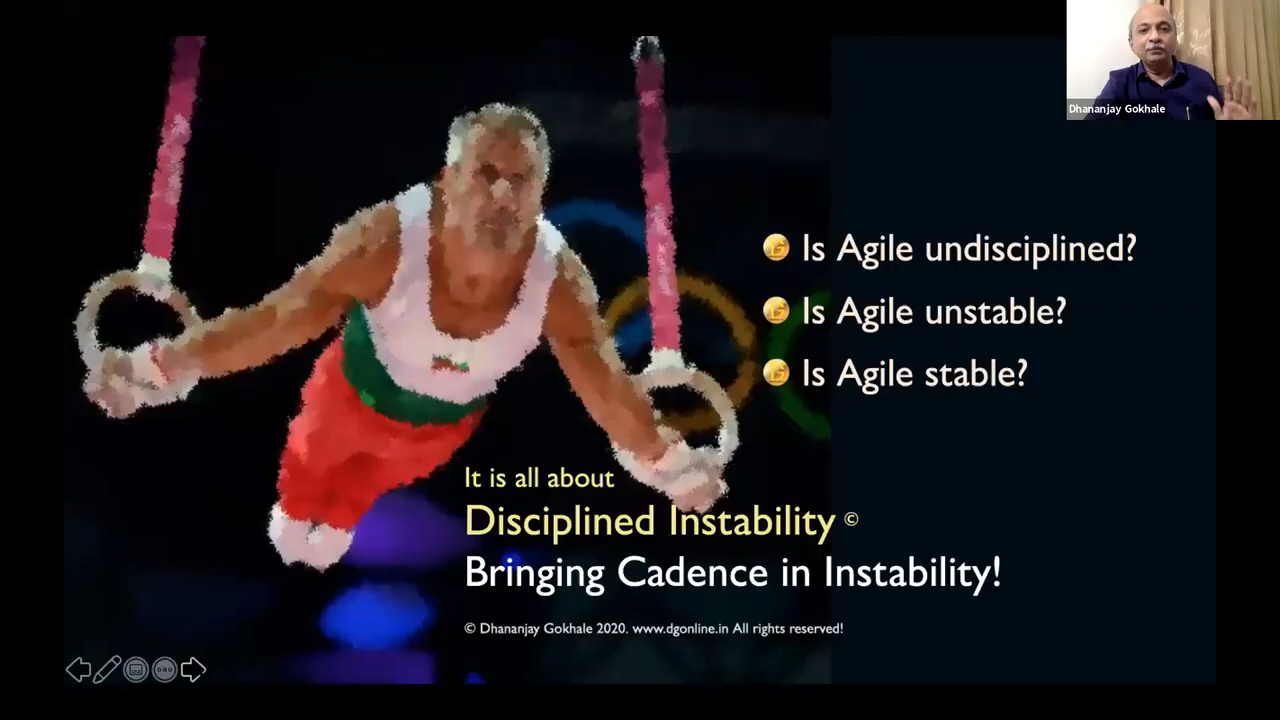 Dhananjay Gokhale
Is Agile undisciplined?
Is Agile unstable?
Is Agile stable?
It is all about
Disciplined Instability ©
Bringing Cadence in Instability!
© Dhananjay Gokhale 2020. www.dgonline.in All rights reserved!